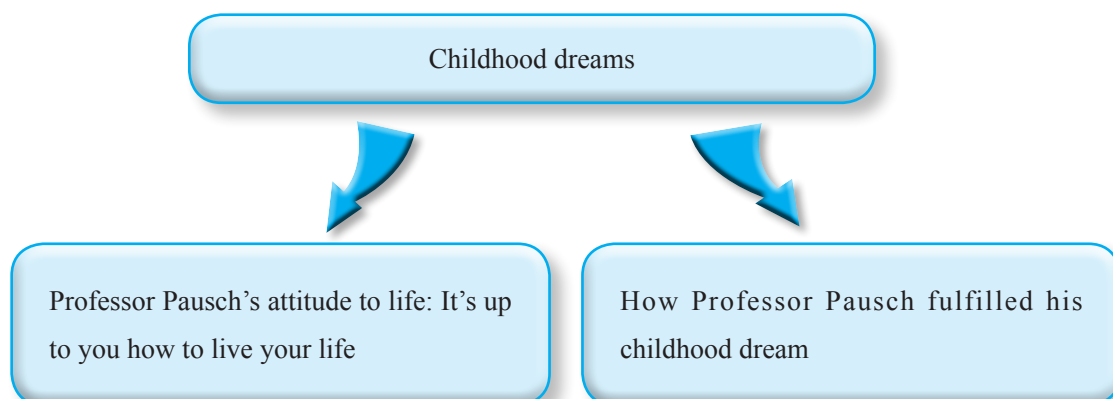 Childhood dreams
Professor Pausch’s attitude to life: It’s up
to you how to live your life
How Professor Pausch fulfilled his
childhood dream